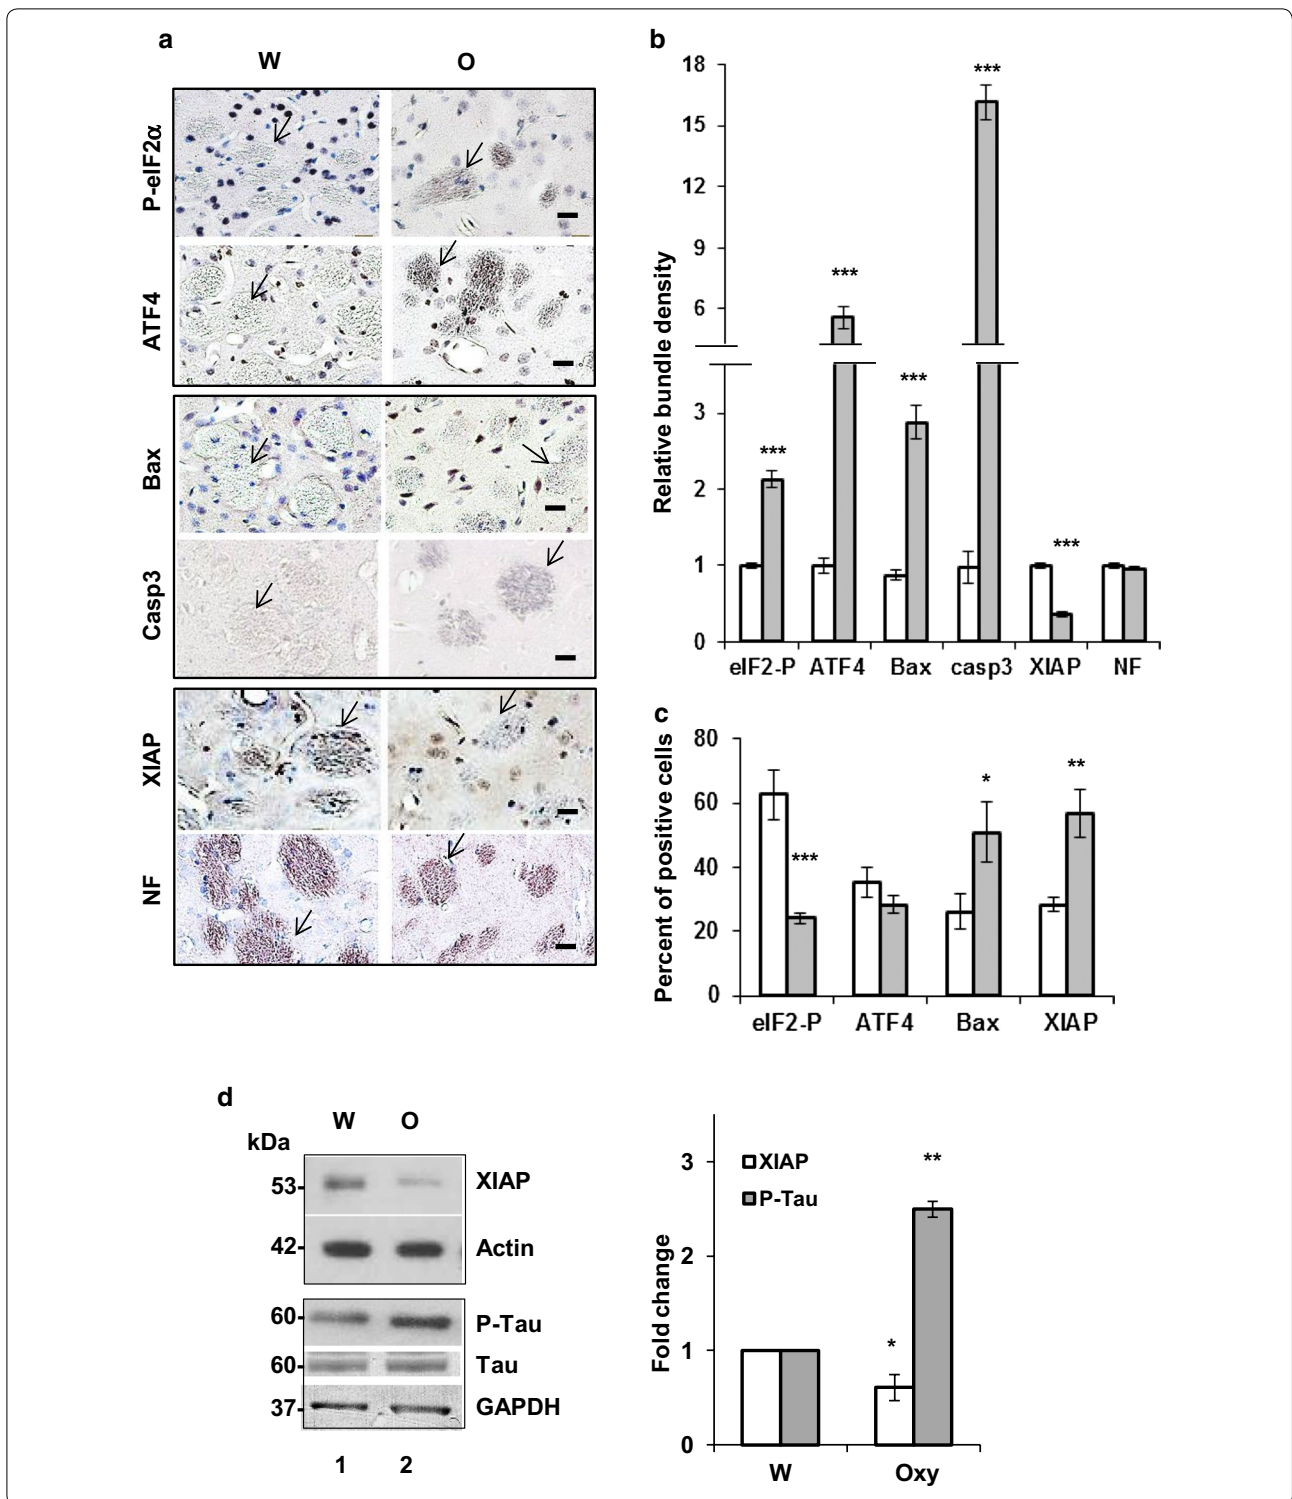 a
W O
P-eIF2α
ATF4
Bax
Casp3
XIAP
NF
b
Relative bundle density
18
15
12
9
6
3
2
1
0
***
***
***
***
***
eIF2-P ATF4 Bax casp3 XIAP NF
c
Percent of positive cells
80
60
40
20
0
***
*
**
eIF2-P ATF4 Bax XIAP
d
W O
kDa
53 XIAP
42 Actin
60 P-Tau
60 Tau
37 GAPDH
1 2
Fold change
3
2
1
0
XIAP
P-Tau
*
**
W Oxy